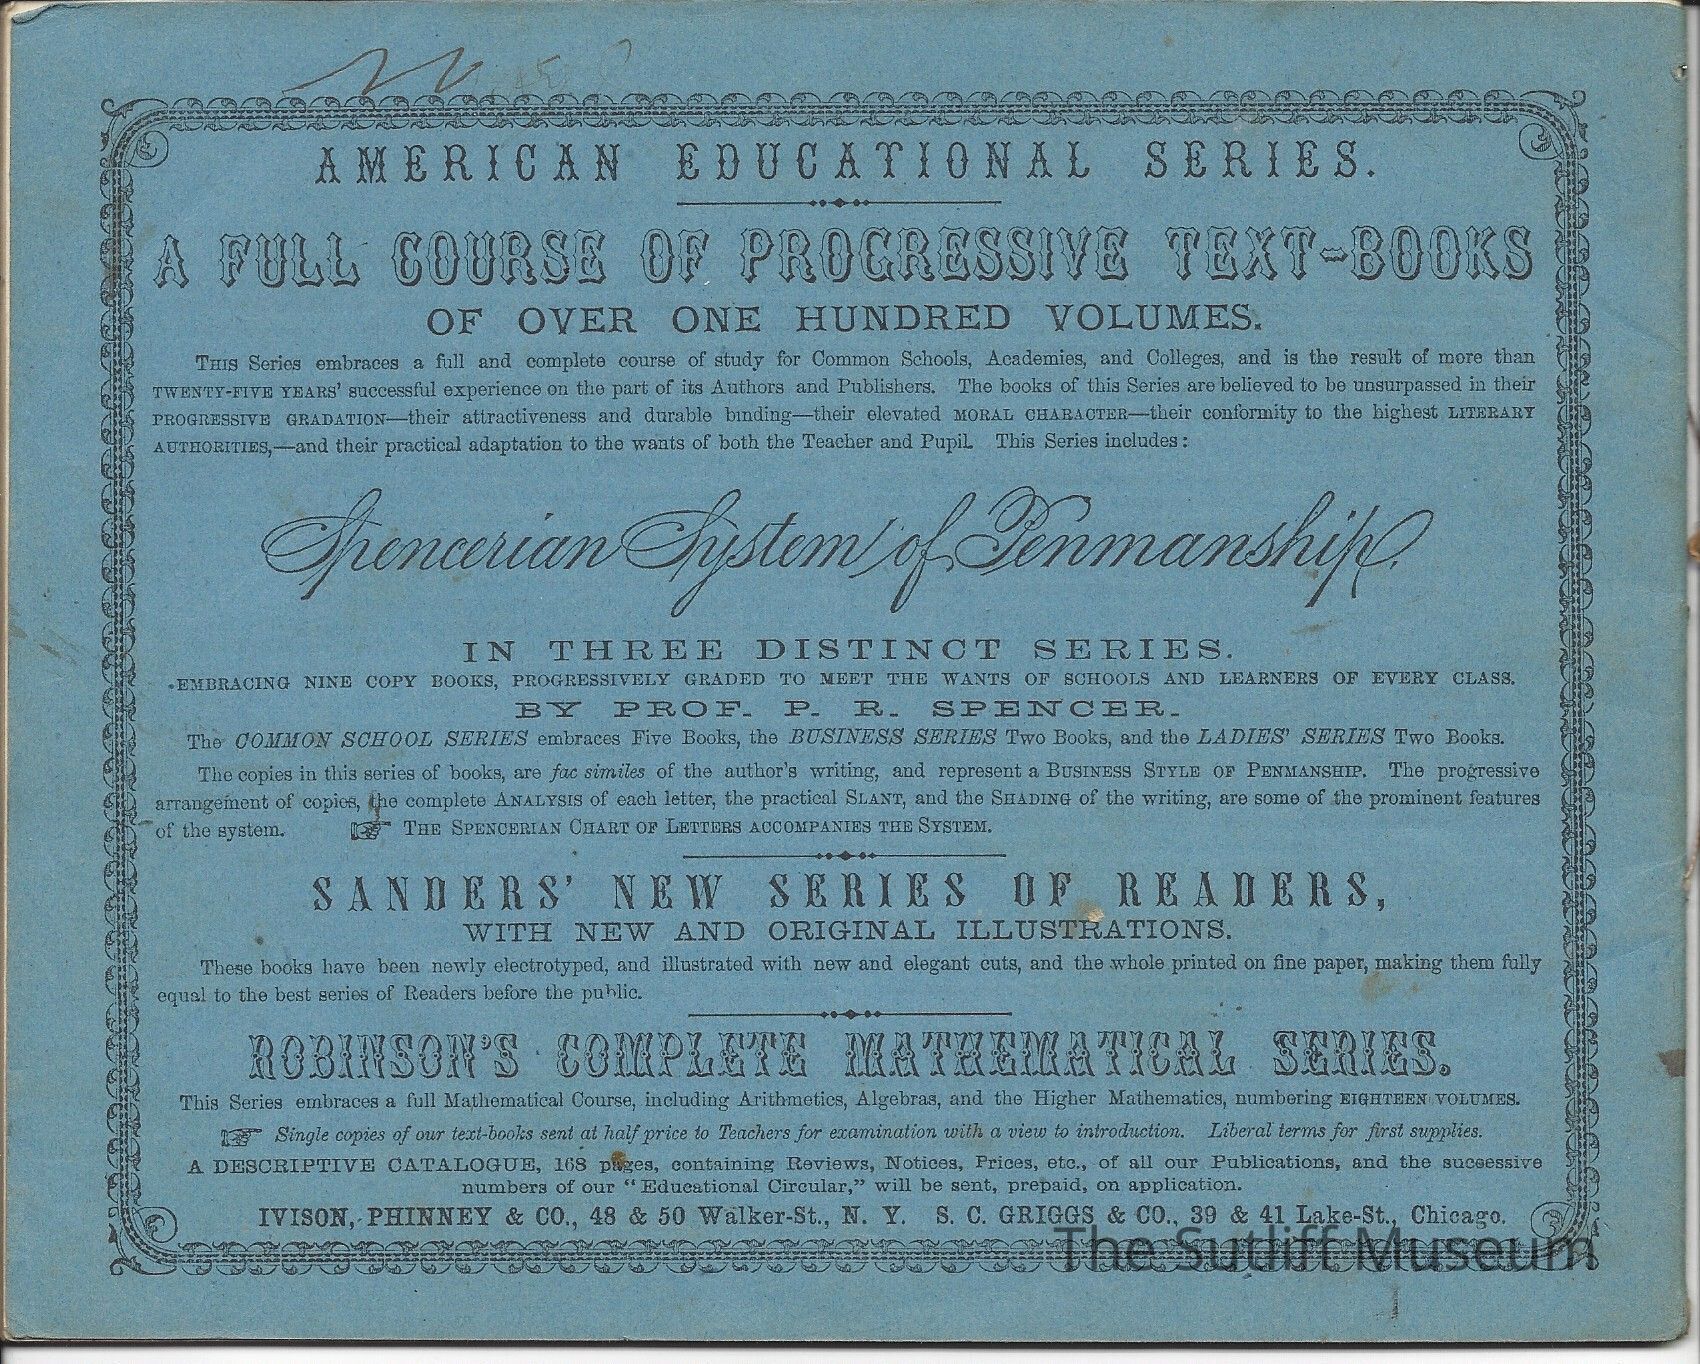 AMERICAN EDUCATIONAL SERIES.
A FULL COURSE OF PROGRESSIVE TEXT-BOOKS
OF OVER ONE HUNDRED VOLUMES.
THIS Series embraces a full and complete course of study for Common Schools, Academies, and Colleges, and is the result of more than
TWENTY-FIVE YEARS' successful experience on the part of its Authors and Publishers. The books of this Series are believed to be unsurpassed in their
PROGRESSIVE GRADATION—their attractiveness and durable binding—their elevated MORAL CHARACTER—their conformity to the highest LITERARY
AUTHORITIES,—and their practical adaptation to the wants of both the Teacher and Pupil. This Series includes:
Spencerian System of Penmanship.
IN THREE DISTINCT SERIES.
EMBRACING NINE COPY BOOKS, PROGRESSIVELY GRADED TO MEET THE WANTS OF SCHOOLS AND LEARNERS OF EVERY CLASS.
BY PROF. P. R. SPENCER.
The COMMON SCHOOL SERIES embraces Five Books, the BUSINESS SERIES Two Books, and the LADIES' SERIES Two Books.
The copies in this series of books, are fac similes of the author's writing, and represent a BUSINESS STYLE OF PENMANSHIP. The progressive
arrangement of copies, the complete ANALYSIS of each letter, the practical SLANT, and the SHADING of the writing, are some of the prominent features
of the system. ☞ THE SPENCERIAN CHART OF LETTERS ACCOMPANIES THE SYSTEM.
SANDERS' NEW SERIES OF READERS,
WITH NEW AND ORIGINAL ILLUSTRATIONS.
These books have been newly electrotyped, and illustrated with new and elegant cuts, and the whole printed on fine paper, making them fully
equal to the best series of Readers before the public.
ROBINSON'S COMPLETE MATHEMATICAL SERIES.
This Series embraces a full Mathematical Course, including Arithmetics, Algebras, and the Higher Mathematics, numbering EIGHTEEN VOLUMES.
☞ Single copies of our text-books sent at half price to Teachers for examination with a view to introduction. Liberal terms for first supplies.
A DESCRIPTIVE CATALOGUE, 168 pages, containing Reviews, Notices, Prices, etc., of all our Publications, and the successive
numbers of our "Educational Circular," will be sent, prepaid, on application.
IVISON, PHINNEY & CO., 48 & 50 Walker-St., N. Y. S. C. GRIGGS & CO., 39 & 41 Lake-St., Chicago.
The Sutliff Museum